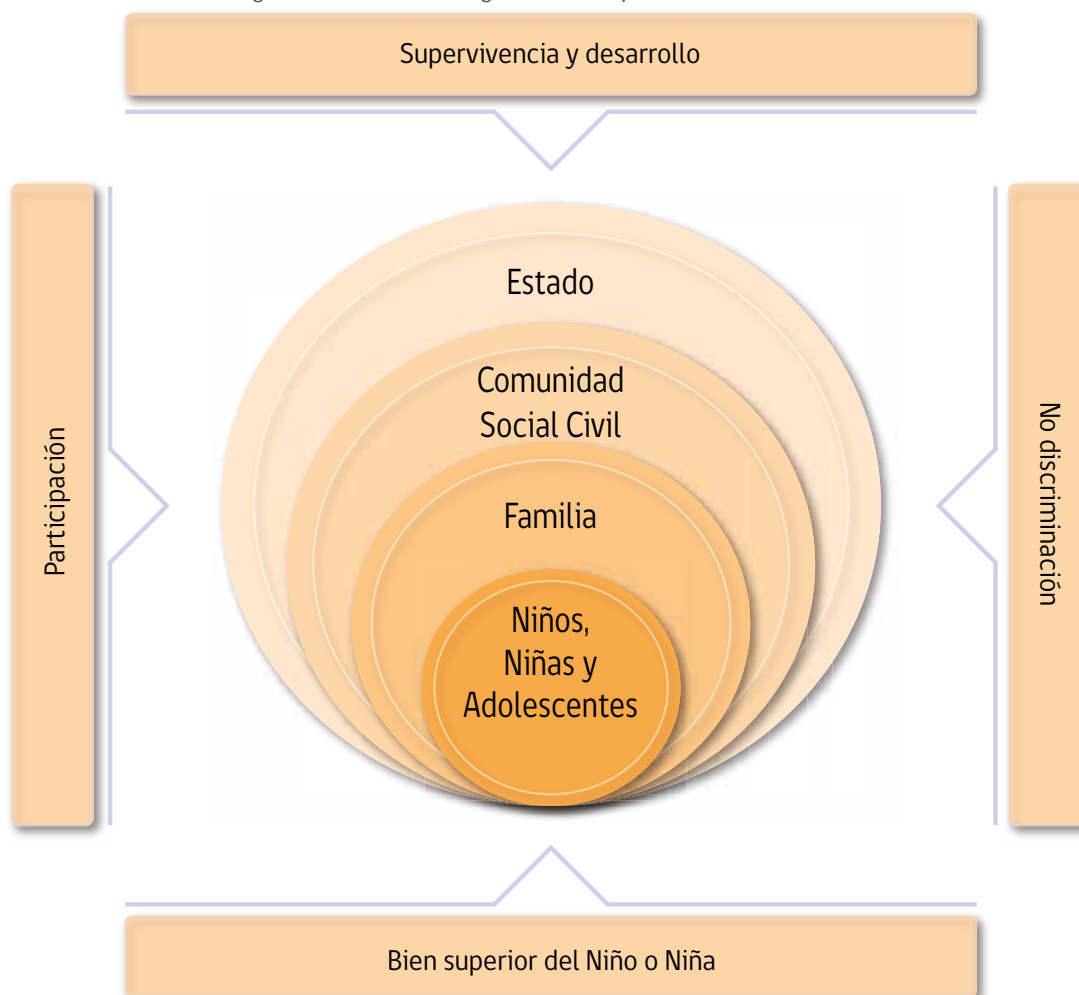 Supervivencia y desarrollo
Participación
Estado
Comunidad
Social Civil
Familia
Niños,
Niñas y
Adolescentes
No discriminación
Bien superior del Niño o Niña